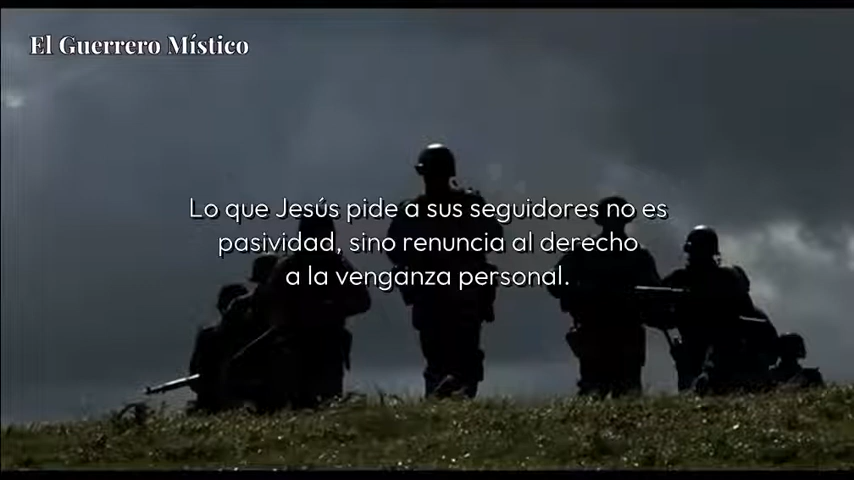 El Guerrero Místico
Lo que Jesús pide a sus seguidores no es
pasividad, sino renuncia al derecho
a la venganza personal.